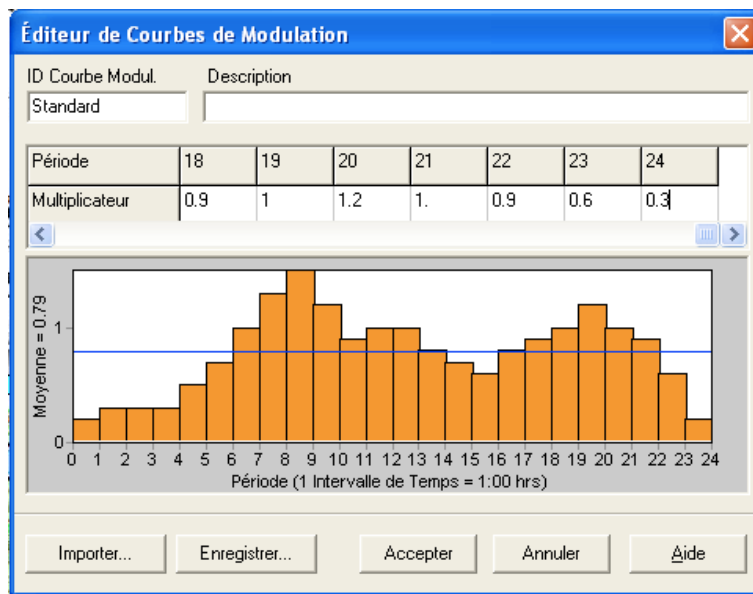 Éditeur de Courbes de Modulation
ID Courbe Modul. Description
Standard
Période 18 19 20 21 22 23 24
Multiplicateur 0.9 1 1.2 1. 0.9 0.6 0.3
Moyenne = 0.79
1
0
0 1 2 3 4 5 6 7 8 9 10 11 12 13 14 15 16 17 18 19 20 21 22 23 24
Période (1 Intervalle de Temps = 1:00 hrs)
Importer... Enregistrer... Accepter Annuler Aide